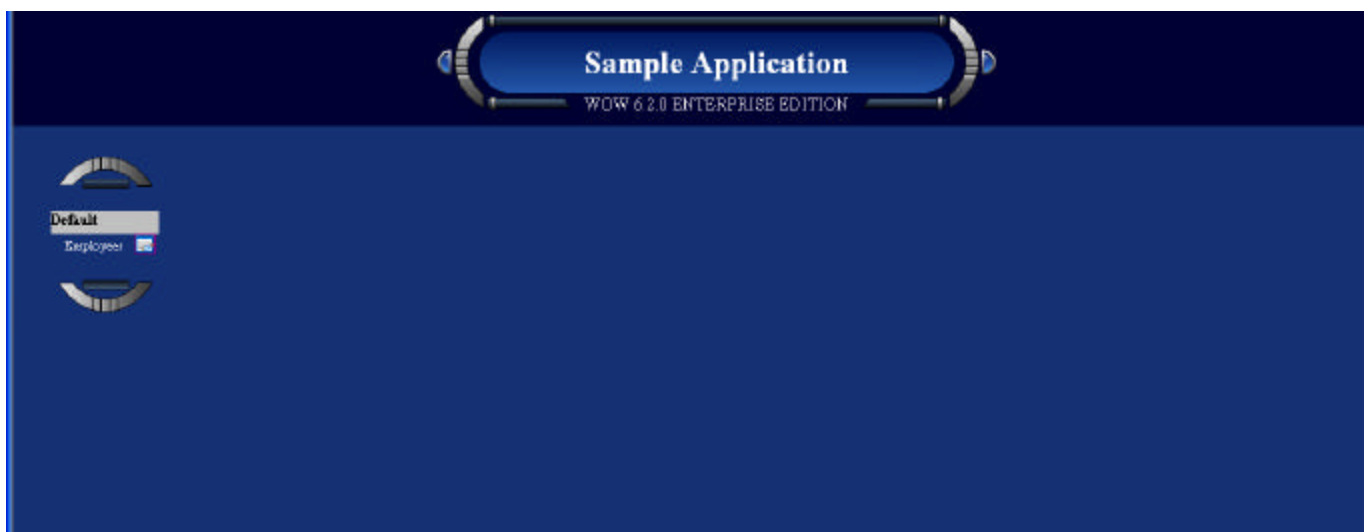 Sample Application
WOW 6.2.0 ENTERPRISE EDITION
Default
Employees